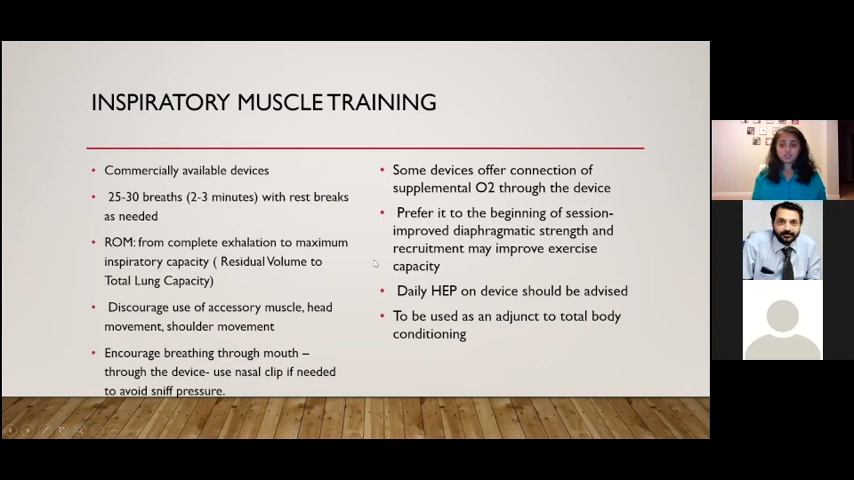 INSPIRATORY MUSCLE TRAINING
• Commercially available devices
• 25-30 breaths (2-3 minutes) with rest breaks
as needed
• ROM: from complete exhalation to maximum
inspiratory capacity ( Residual Volume to
Total Lung Capacity)
• Discourage use of accessory muscle, head
movement, shoulder movement
• Encourage breathing through mouth –
through the device- use nasal clip if needed
to avoid sniff pressure.
• Some devices offer connection of
supplemental O2 through the device
• Prefer it to the beginning of session-
improved diaphragmatic strength and
recruitment may improve exercise
capacity
• Daily HEP on device should be advised
• To be used as an adjunct to total body
conditioning